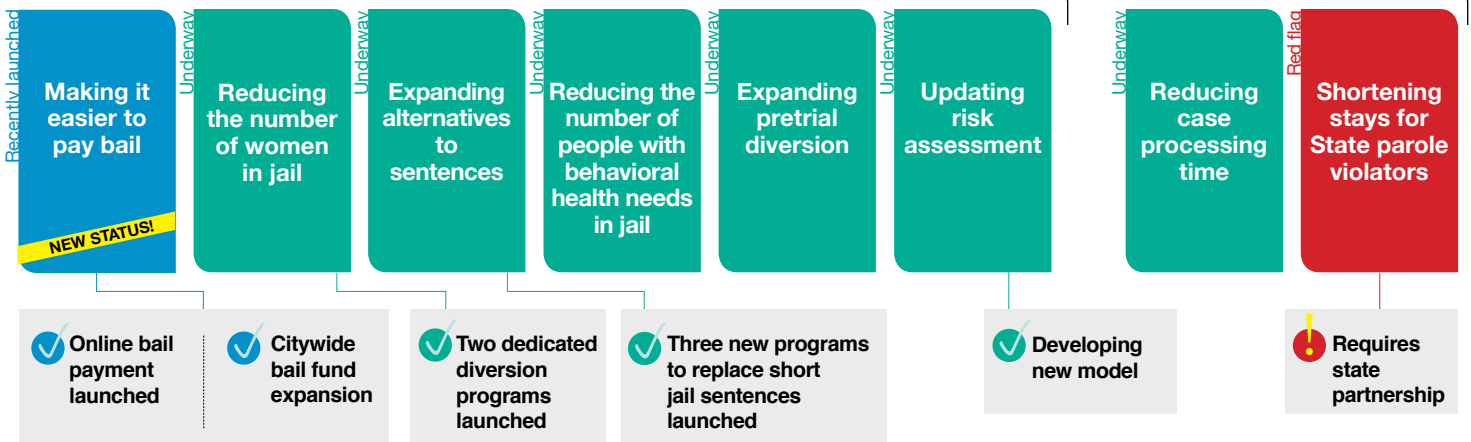 Recently launched
Making it
easier to
pay bail
NEW STATUS!
Underway
Reducing
the number
of women
in jail
Underway
Expanding
alternatives
to
sentences
Underway
Reducing the
number of
people with
behavioral
health needs
in jail
Underway
Expanding
pretrial
diversion
Underway
Updating
risk
assessment
Underway
Reducing
case
processing
time
Red flag
Shortening
stays for
State parole
violators
Online bail
payment
launched
Citywide
bail fund
expansion
Two dedicated
diversion
programs
launched
Three new programs
to replace short
jail sentences
launched
Developing
new model
Requires
state
partnership